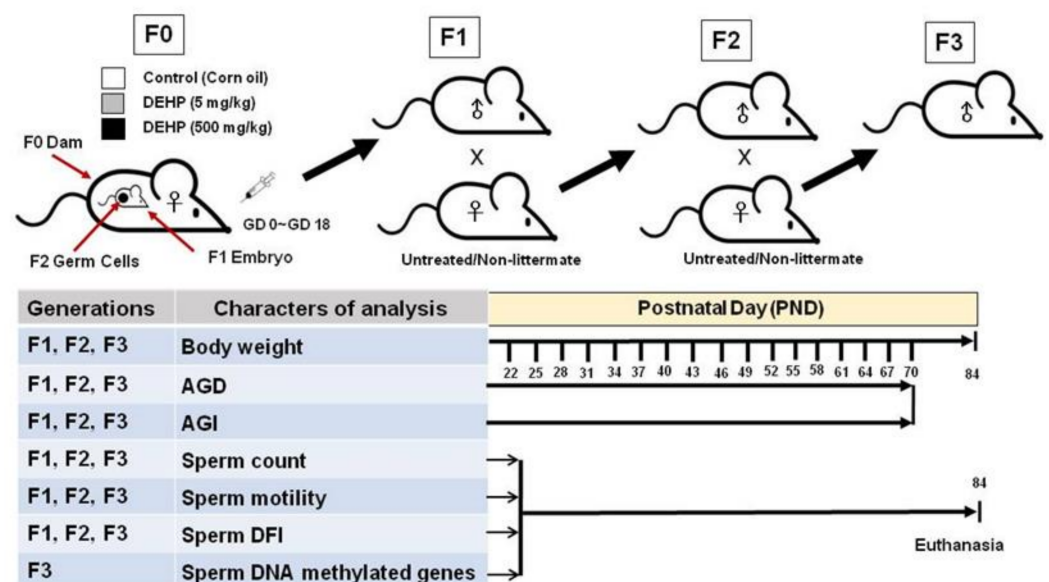 F0
F1
F2
F3
Control (Corn oil)
DEHP (5 mg/kg)
DEHP (500 mg/kg)
F0 Dam
♂
♂
♂
X
X
GD 0~GD 18
F2 Germ Cells
F1 Embryo
Untreated/Non-littermate
Untreated/Non-littermate
Generations
Characters of analysis
Postnatal Day (PND)
F1, F2, F3
Body weight
22 25 28 31 34 37 40 43 46 49 52 55 58 61 64 67 70 84
F1, F2, F3
AGD
F1, F2, F3
AGI
F1, F2, F3
Sperm count
F1, F2, F3
Sperm motility
84
F1, F2, F3
Sperm DFI
Euthanasia
F3
Sperm DNA methylated genes